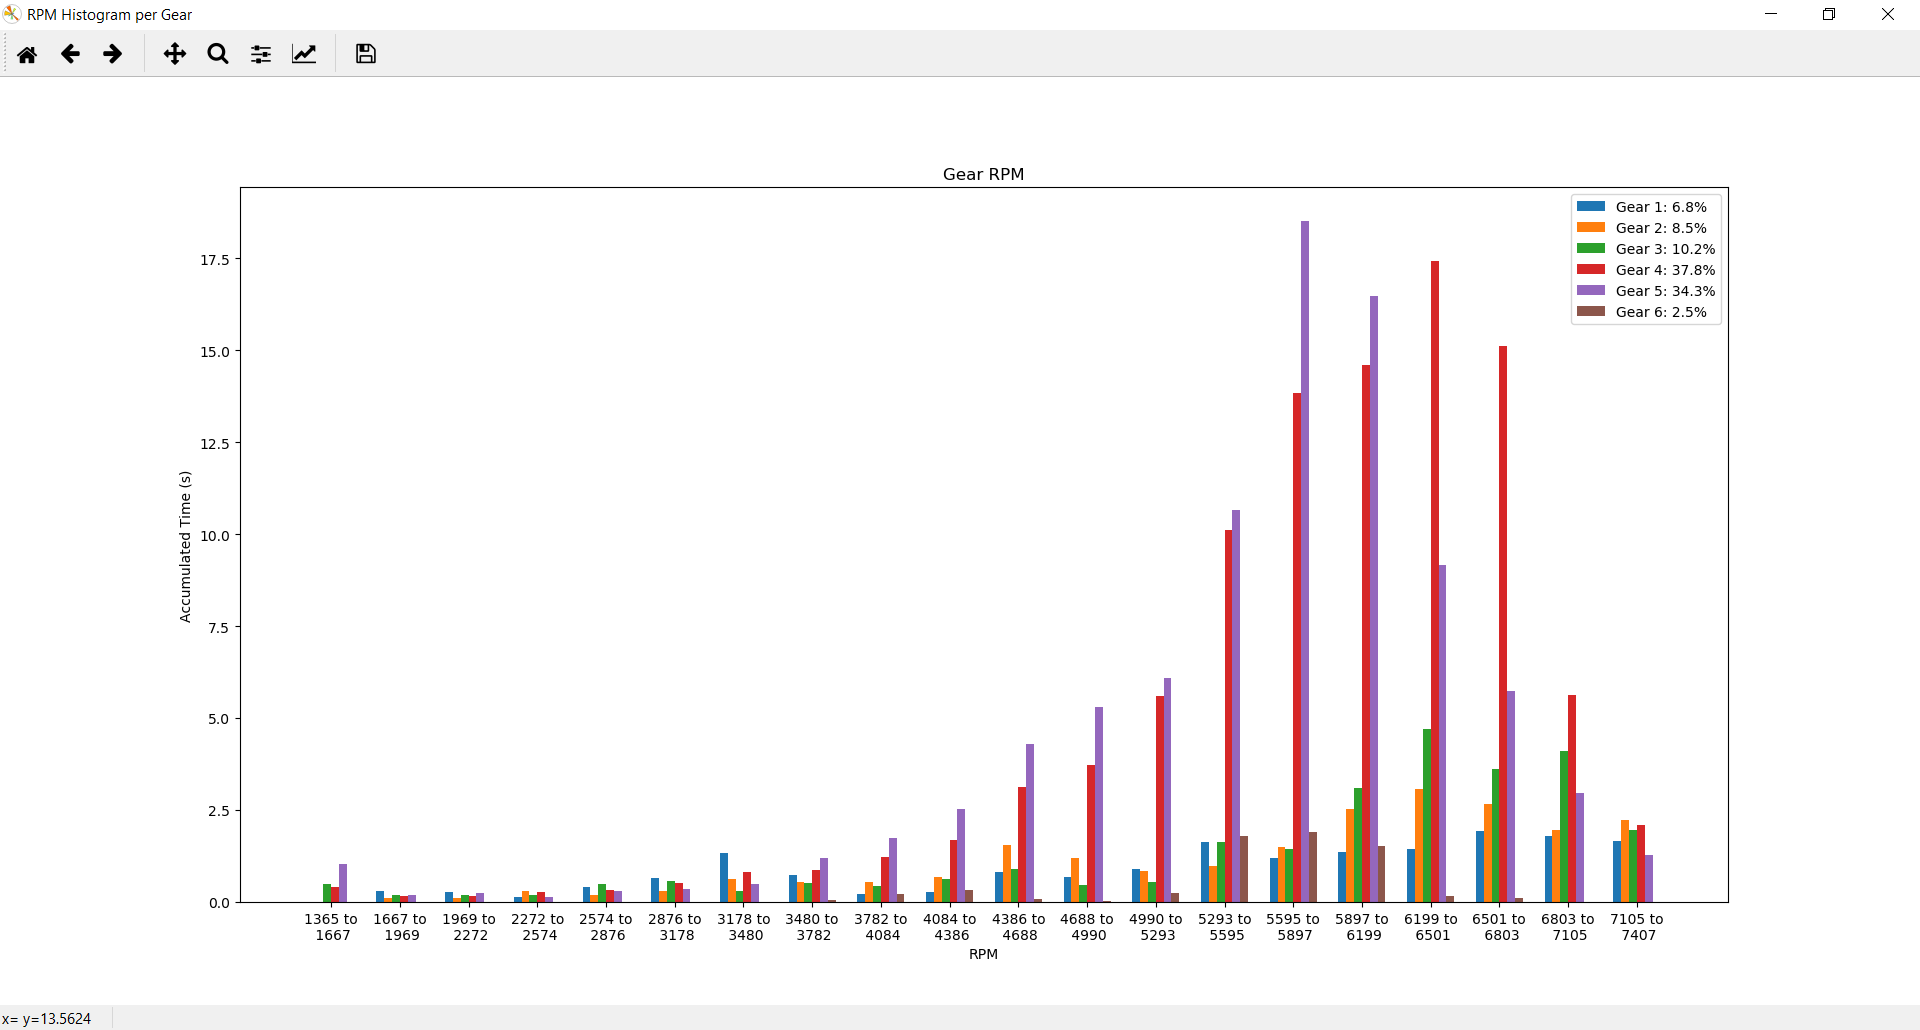 RPM Histogram per Gear
Gear RPM
Gear 1: 6.8%
Gear 2: 8.5%
Gear 3: 10.2%
Gear 4: 37.8%
Gear 5: 34.3%
Gear 6: 2.5%
Accumulated Time (s)
17.5
15.0
12.5
10.0
7.5
5.0
2.5
0.0
1365 to 1667 to 1969 to 2272 to 2574 to 2876 to 3178 to 3480 to 3782 to 4084 to 4386 to 4688 to 4990 to 5293 to 5595 to 5897 to 6199 to 6501 to 6803 to 7105 to
1667 1969 2272 2574 2876 3178 3480 3782 4084 4386 4688 4990 5293 5595 5897 6199 6501 6803 7105 7407
RPM
x= y=13.5624